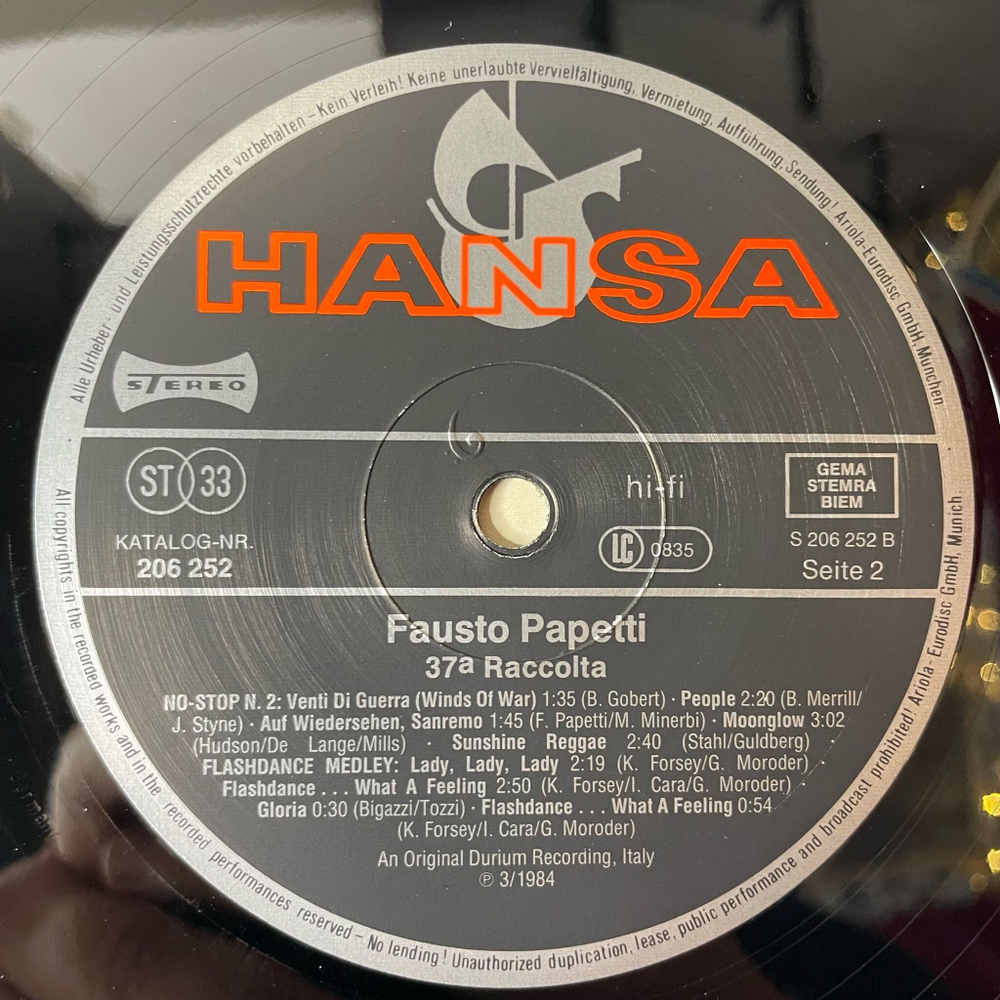 Alle Urheber- und Leistungsschutzrechte vorbehalten – Kein Verleih! Keine unerlaubte Vervielfältigung, Vermietung, Aufführung, Sendung! Ariola-Eurodisc GmbH, München
HANSA
STEREO
ST 33
hi-fi
GEMA
STEMRA
BIEM
KATALOG-NR.
206 252
LC 0835
S 206 252 B
Seite 2
Fausto Papetti
37ª Raccolta
NO-STOP N. 2: Venti Di Guerra (Winds Of War) 1:35 (B. Gobert) · People 2:20 (B. Merrill/
J. Styne) · Auf Wiedersehen, Sanremo 1:45 (F. Papetti/M. Minerbi) · Moonglow 3:02
(Hudson/De Lange/Mills) · Sunshine Reggae 2:40 (Stahl/Guldberg)
FLASHDANCE MEDLEY: Lady, Lady, Lady 2:19 (K. Forsey/G. Moroder) ·
Flashdance . . . What A Feeling 2:50 (K. Forsey/I. Cara/G. Moroder) ·
Gloria 0:30 (Bigazzi/Tozzi) · Flashdance . . . What A Feeling 0:54
(K. Forsey/I. Cara/G. Moroder)
An Original Durium Recording, Italy
℗ 3/1984
All copyrights in the recorded works and in the recorded performances reserved – No lending! Unauthorized duplication, lease, public performance and broadcast prohibited! Ariola-Eurodisc GmbH, Munich